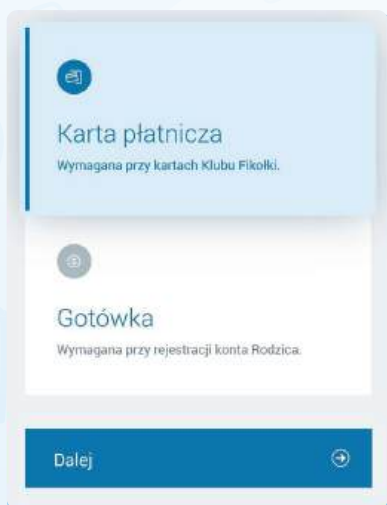 Karta płatnicza
Wymagana przy kartach Klubu Fikołki.
Gotówka
Wymagana przy rejestracji konta Rodzica.
Dalej